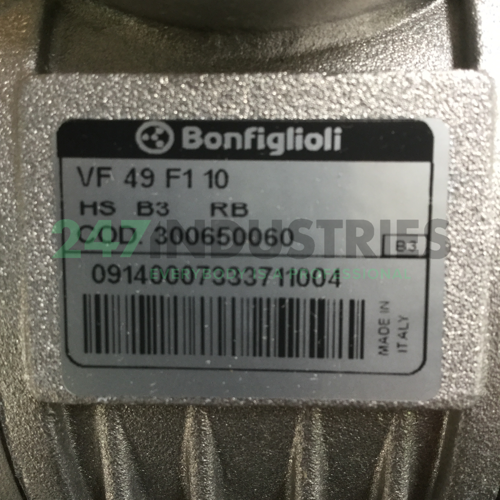 Bonfiglioli
VF 49 F1 10
HS B3 RB
COD 300650060
B3
09140007333711004
MADE IN
ITALY
247 INDUSTRIES